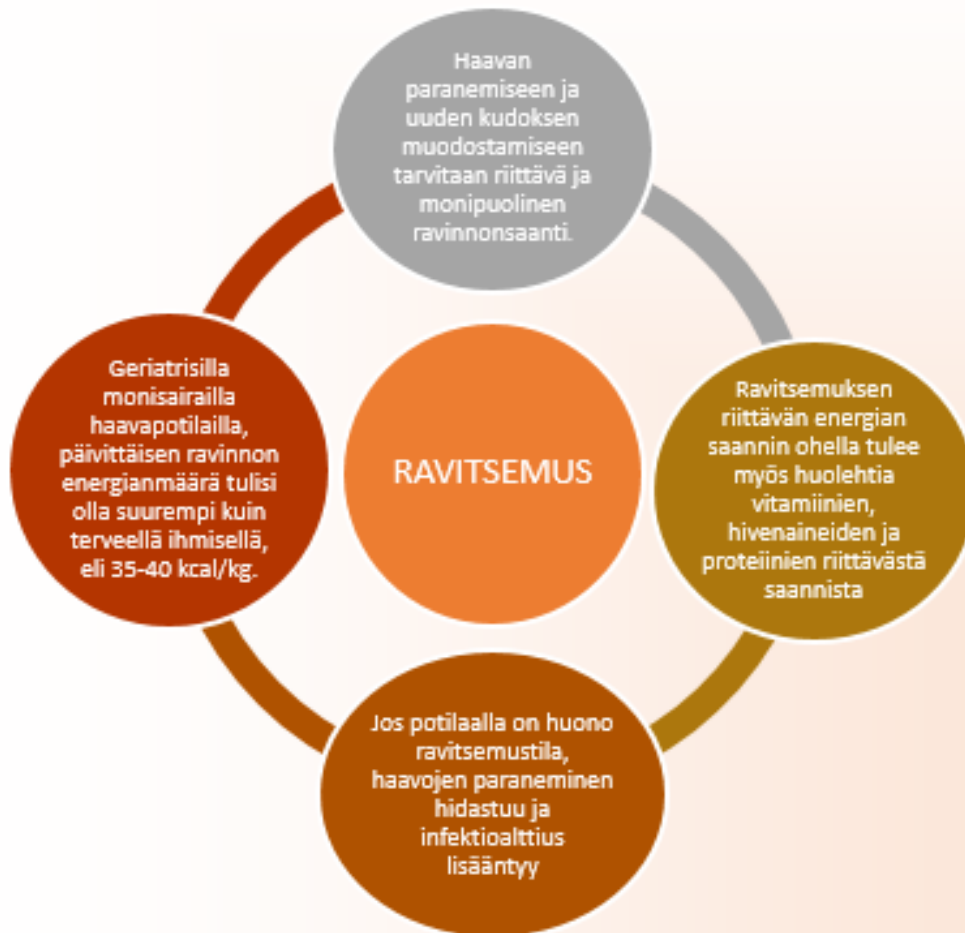 Haavan
paranemiseen ja
uuden kudoksen
muodostamiseen
tarvitaan riittävä ja
monipuolinen
ravinnonsaanti.
Geriatrisilla
monisairailla
haavapotilailla,
päivittäisen ravinnon
energianmäärä tulisi
olla suurempi kuin
terveellä ihmisellä,
eli 35-40 kcal/kg.
RAVITSEMUS
Ravitsemuksen
riittävän energian
saannin ohella tulee
myös huolehtia
vitamiinien,
hivenaineiden ja
proteiinien riittävästä
saannista
Jos potilaalla on huono
ravitsemustila,
haavojen paraneminen
hidastuu ja
infektioalttius
lisääntyy